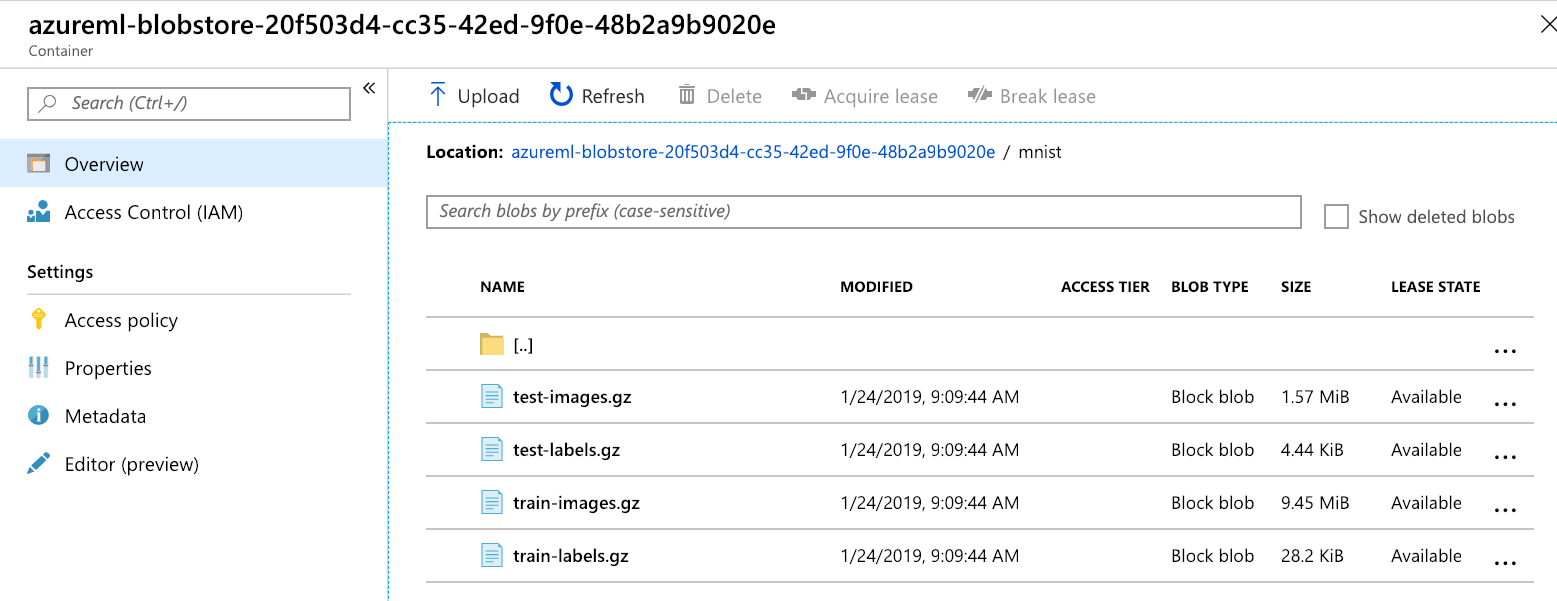 azureml-blobstore-20f503d4-cc35-42ed-9f0e-48b2a9b9020e
Container
Search (Ctrl+/)
«
Overview
Access Control (IAM)
Settings
Access policy
Properties
Metadata
Editor (preview)
Upload Refresh Delete Acquire lease Break lease
Location: azureml-blobstore-20f503d4-cc35-42ed-9f0e-48b2a9b9020e / mnist
Search blobs by prefix (case-sensitive)
Show deleted blobs
NAME MODIFIED ACCESS TIER BLOB TYPE SIZE LEASE STATE
[..] ...
test-images.gz 1/24/2019, 9:09:44 AM Block blob 1.57 MiB Available ...
test-labels.gz 1/24/2019, 9:09:44 AM Block blob 4.44 KiB Available ...
train-images.gz 1/24/2019, 9:09:44 AM Block blob 9.45 MiB Available ...
train-labels.gz 1/24/2019, 9:09:44 AM Block blob 28.2 KiB Available ...